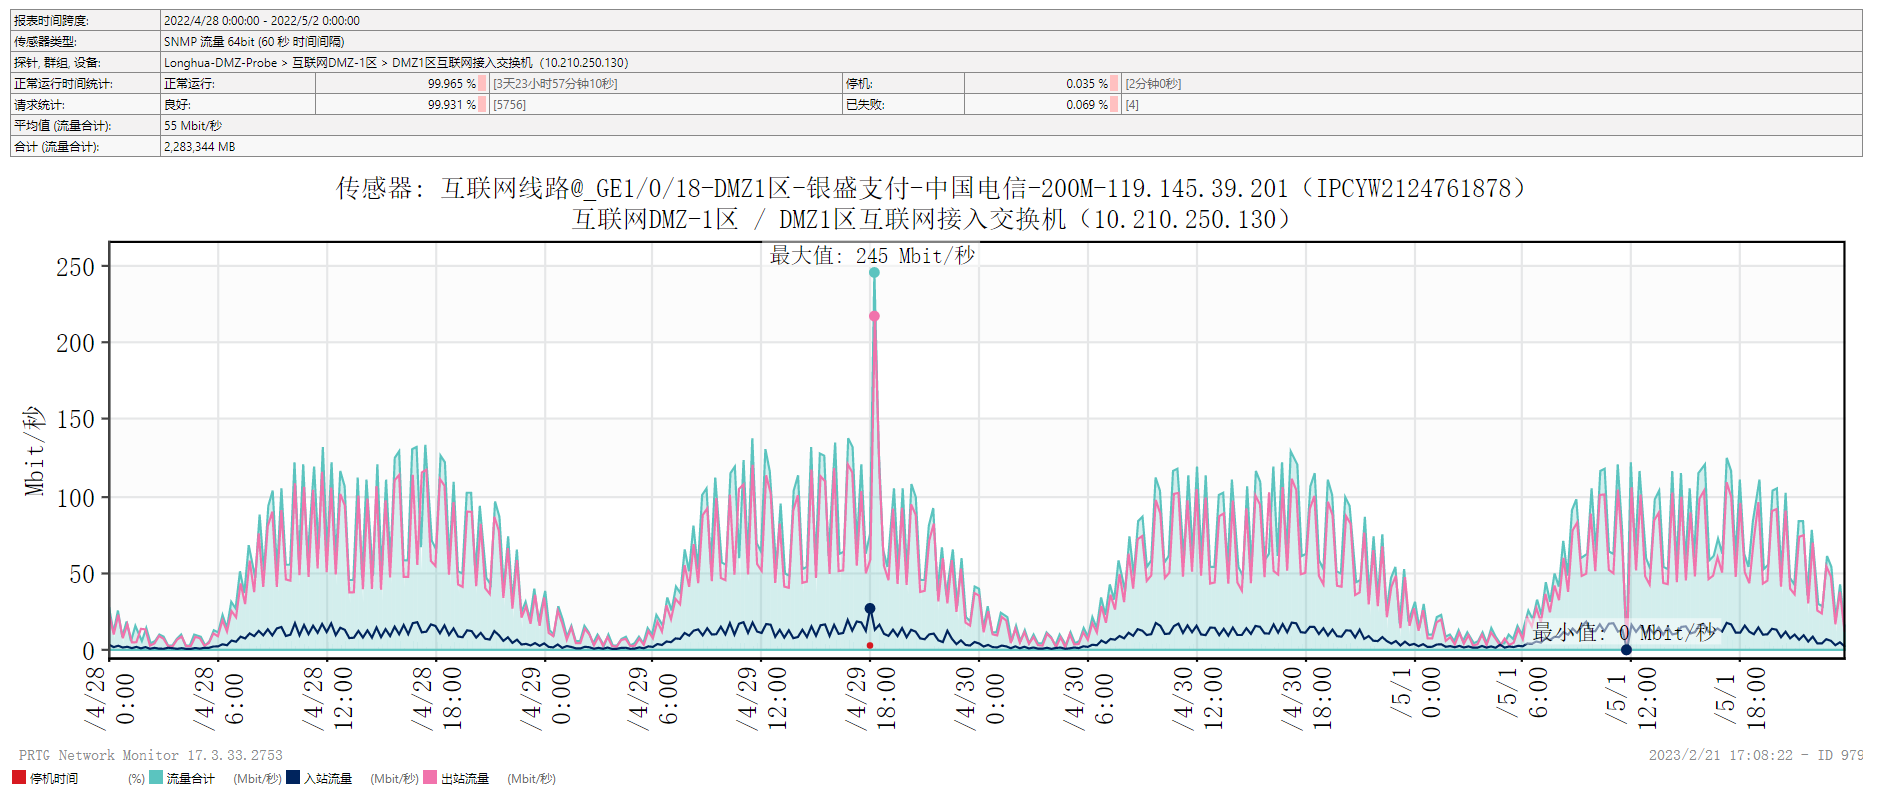 报表时间跨度: 2022/4/28 0:00:00 - 2022/5/2 0:00:00
传感器类型: SNMP 流量 64bit (60 秒 时间间隔)
探针, 群组, 设备: Longhua-DMZ-Probe > 互联网DMZ-1区 > DMZ1区互联网接入交换机（10.210.250.130）
正常运行时间统计: 正常运行: 99.965 % [3天23小时57分钟10秒] 停机: 0.035 % [2分钟0秒]
请求统计: 良好: 99.931 % [5756] 已失败: 0.069 % [4]
平均值 (流量合计): 55 Mbit/秒
合计 (流量合计): 2,283,344 MB
传感器: 互联网线路@_GE1/0/18-DMZ1区-银盛支付-中国电信-200M-119.145.39.201（IPCYW2124761878）
互联网DMZ-1区 / DMZ1区互联网接入交换机（10.210.250.130）
最大值: 245 Mbit/秒
250
200
150
100
50
0
Mbit/秒
最小值: 0 Mbit/秒
/4/28 0:00
/4/28 6:00
/4/28 12:00
/4/28 18:00
/4/29 0:00
/4/29 6:00
/4/29 12:00
/4/29 18:00
/4/30 0:00
/4/30 6:00
/4/30 12:00
/4/30 18:00
/5/1 0:00
/5/1 6:00
/5/1 12:00
/5/1 18:00
PRTG Network Monitor 17.3.33.2753
2023/2/21 17:08:22 - ID 979
停机时间 (%) 流量合计 (Mbit/秒) 入站流量 (Mbit/秒) 出站流量 (Mbit/秒)